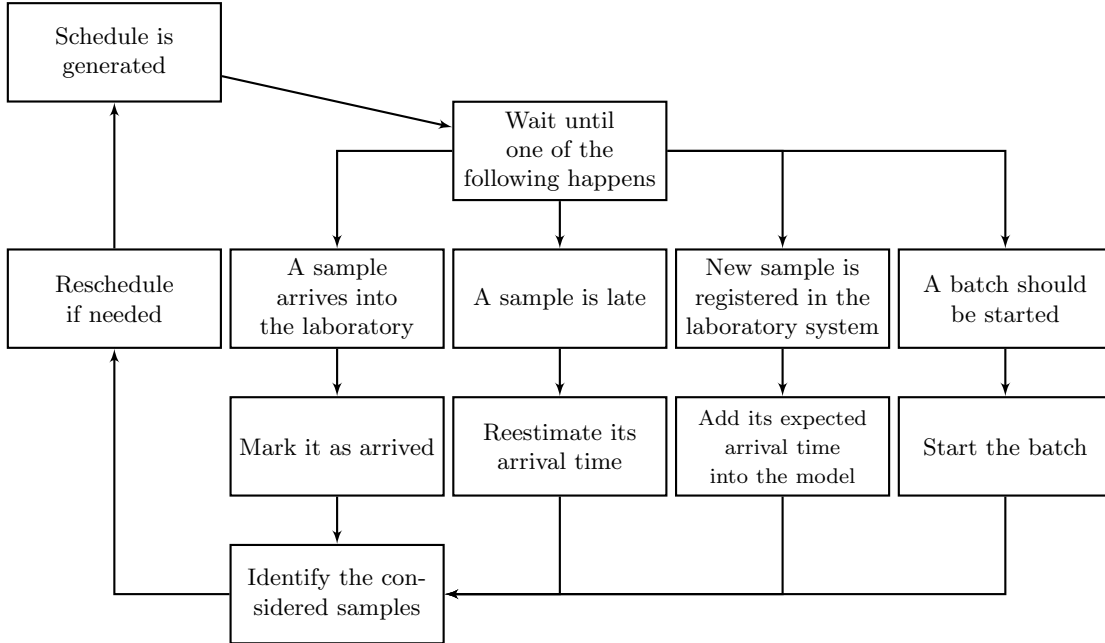 Schedule is
generated
Wait until
one of the
following happens
Reschedule
if needed
A sample
arrives into
the laboratory
A sample is late
New sample is
registered in the
laboratory system
A batch should
be started
Mark it as arrived
Reestimate its
arrival time
Add its expected
arrival time
into the model
Start the batch
Identify the con-
sidered samples